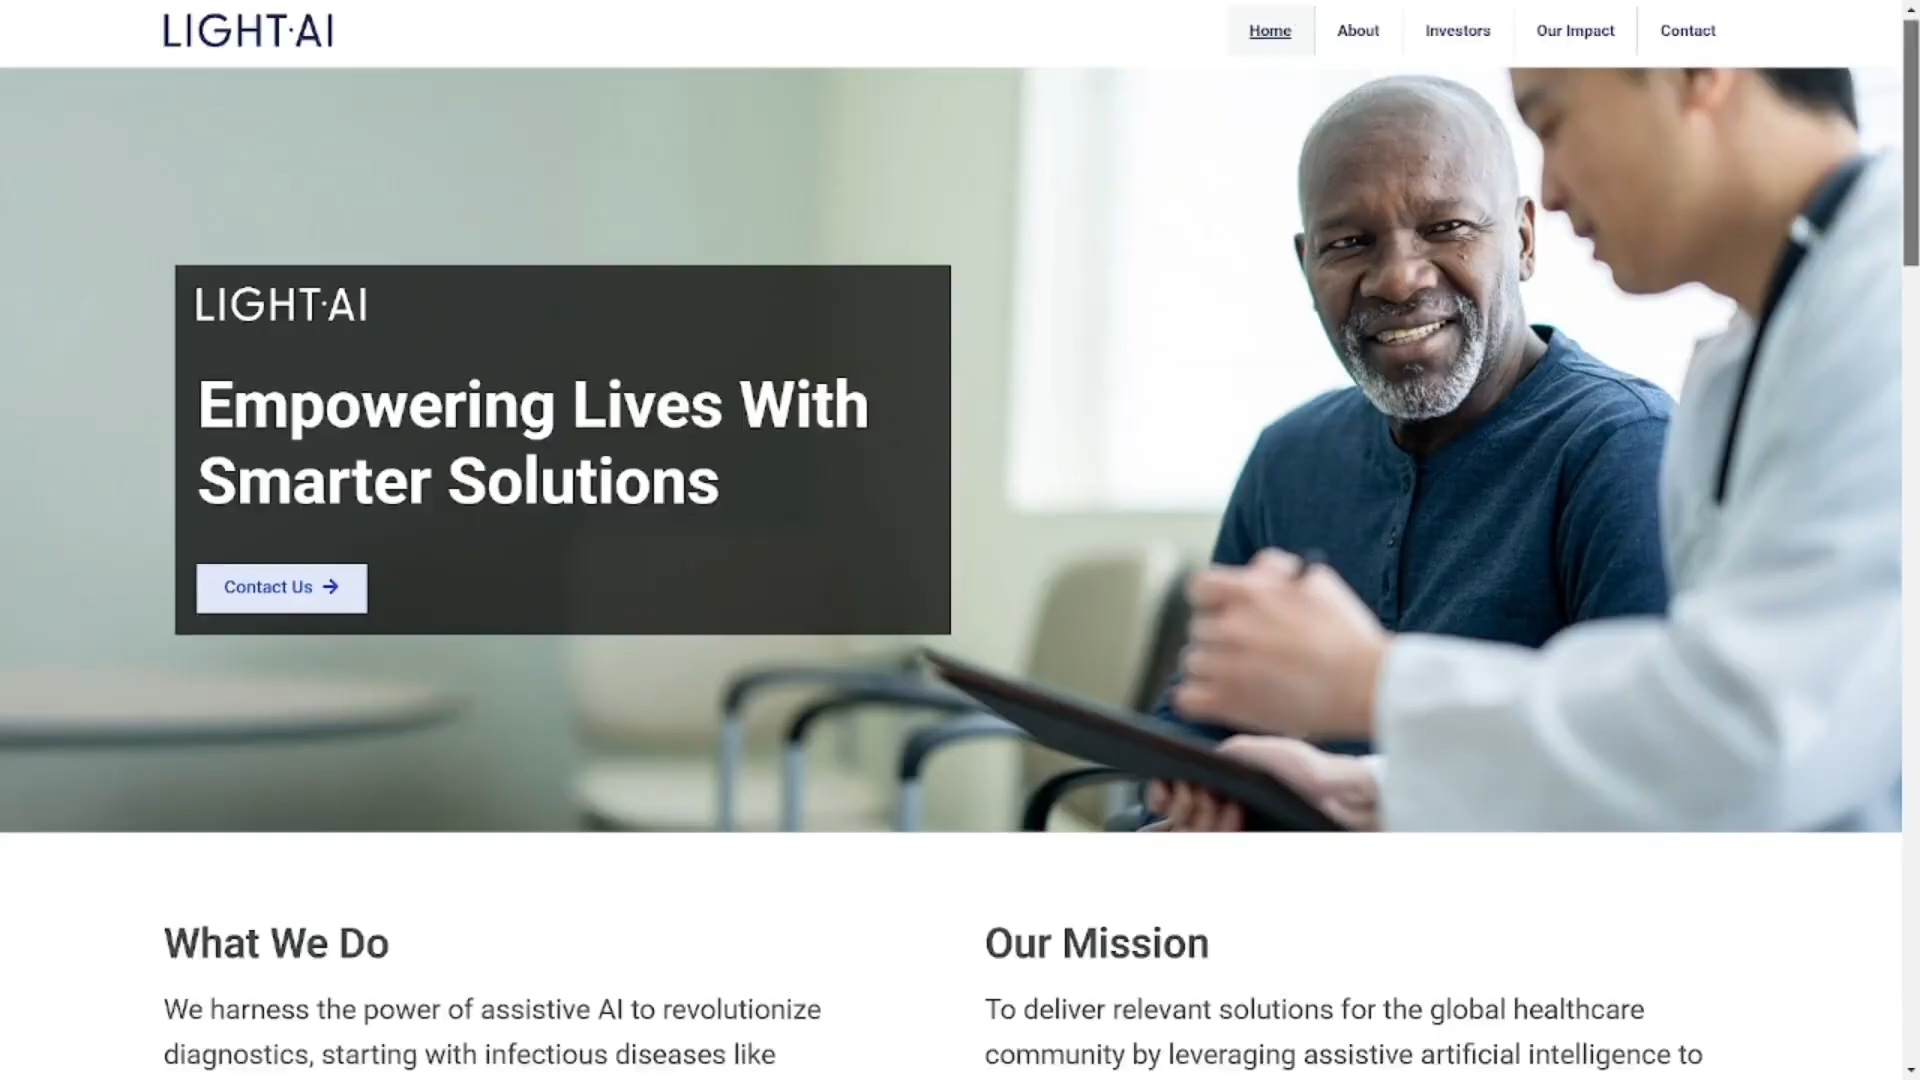 LIGHT·AI
Home
About
Investors
Our Impact
Contact
LIGHT·AI
Empowering Lives With
Smarter Solutions
Contact Us
What We Do
We harness the power of assistive AI to revolutionize
diagnostics, starting with infectious diseases like
Our Mission
To deliver relevant solutions for the global healthcare
community by leveraging assistive artificial intelligence to